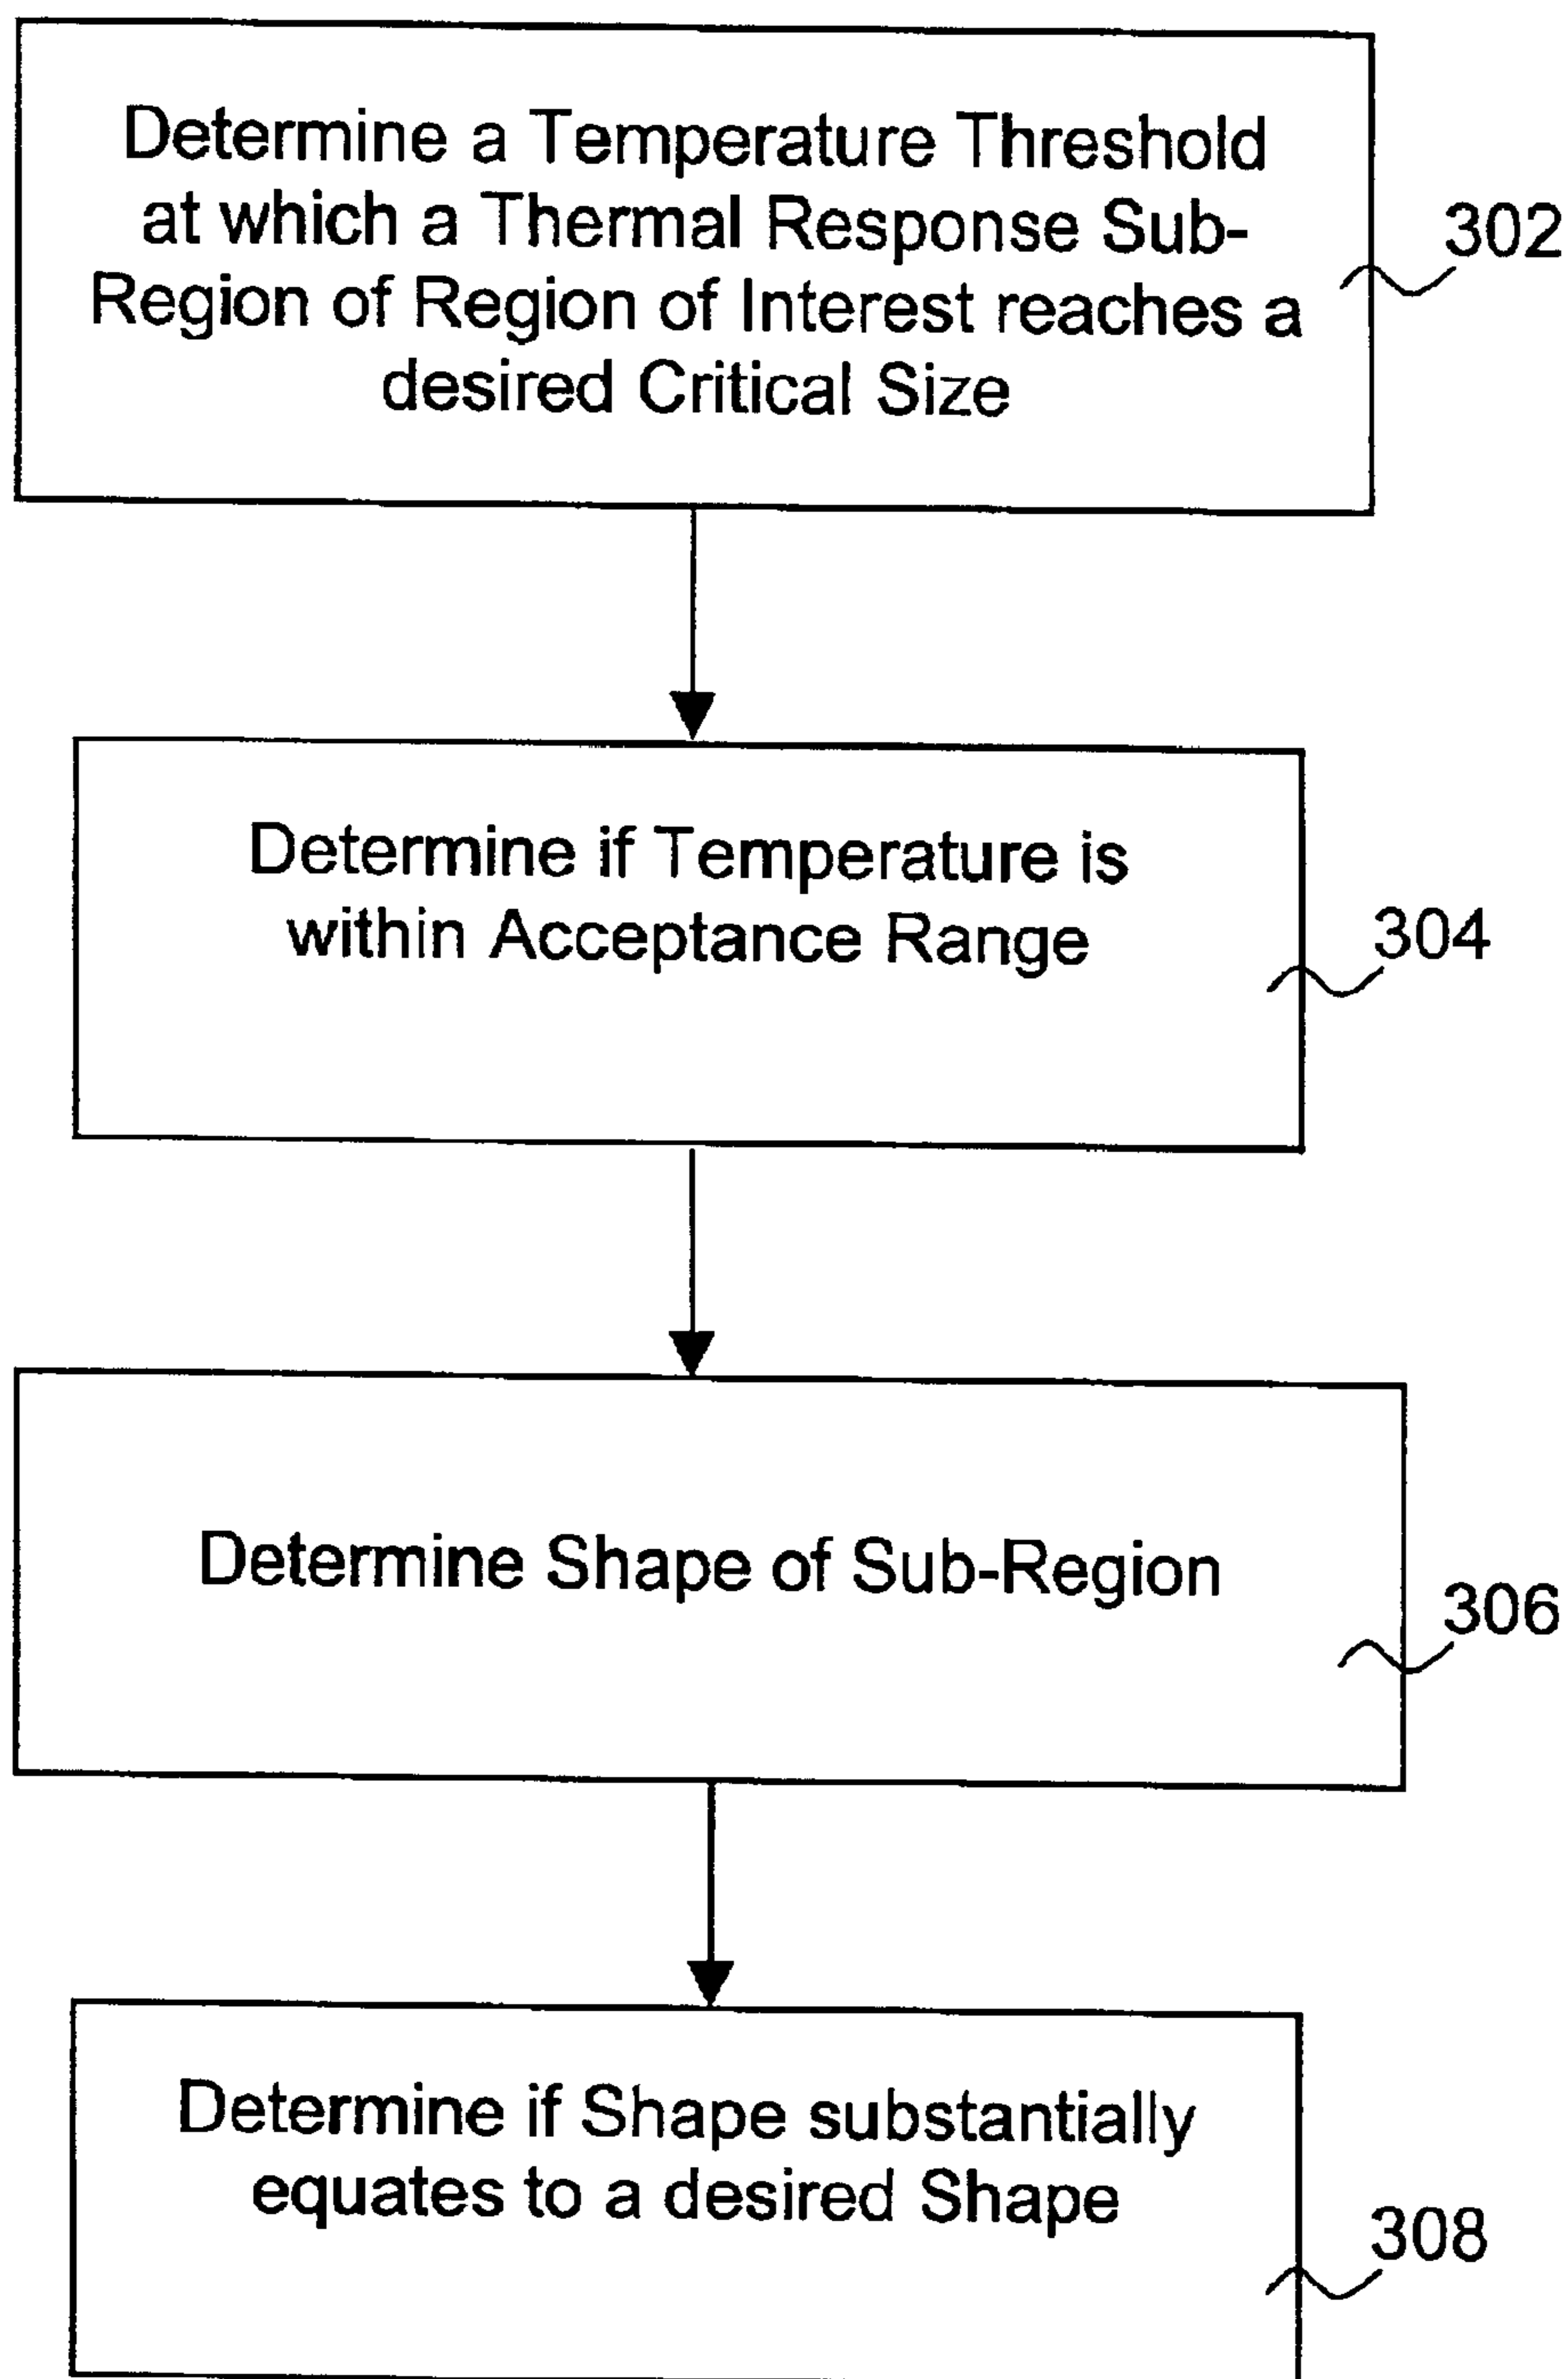 Determine a Temperature Threshold
at which a Thermal Response Sub-
Region of Region of Interest reaches a
desired Critical Size
302
Determine if Temperature is
within Acceptance Range
304
Determine Shape of Sub-Region
306
Determine if Shape substantially
equates to a desired Shape
308